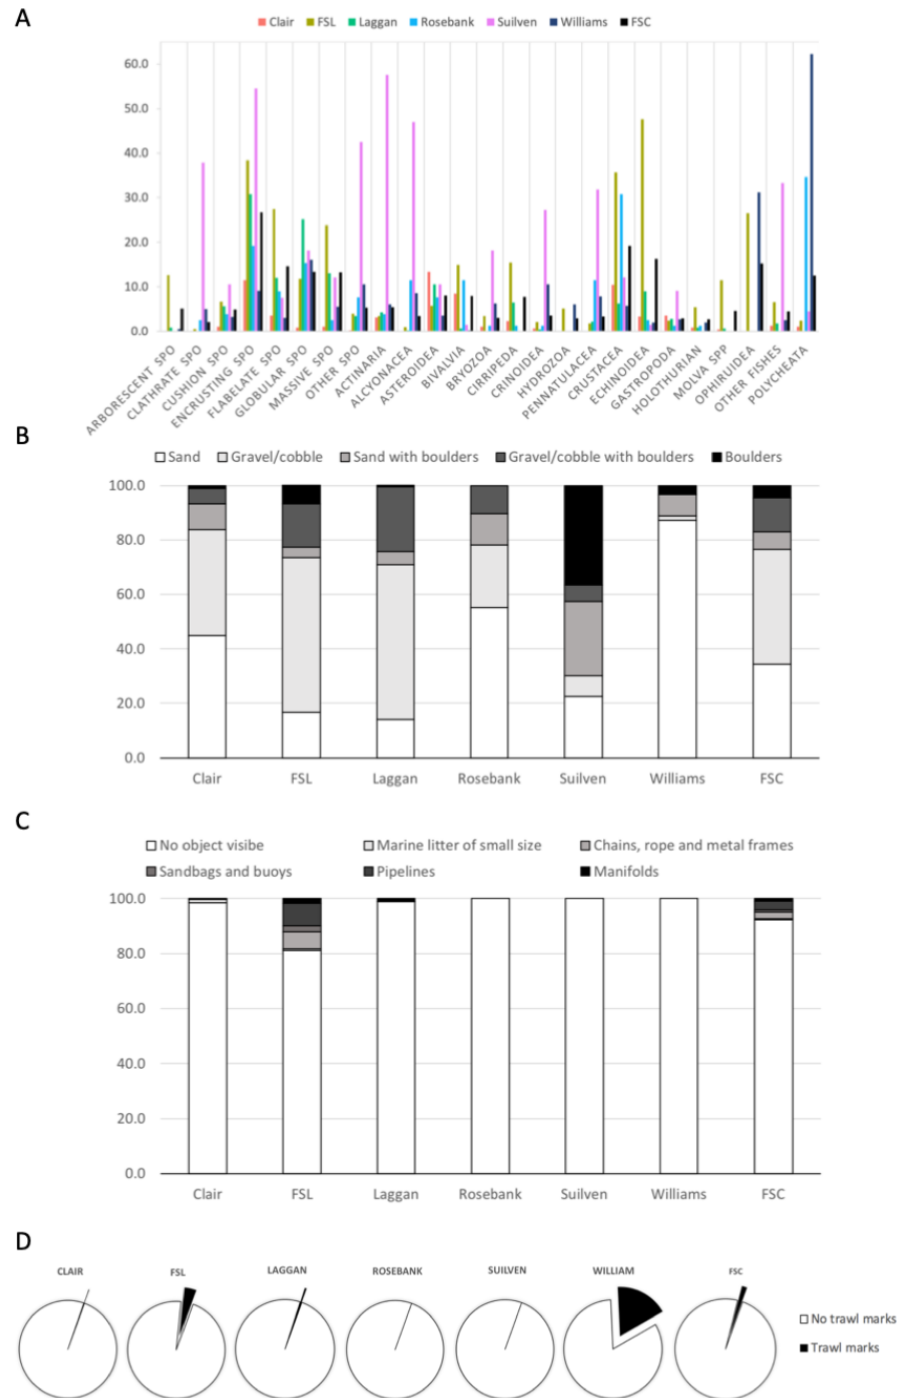 A
Clair FSL Laggan Rosebank Suilven Williams FSC
60.0
50.0
40.0
30.0
20.0
10.0
0.0
ARBORESCENT SPO
CLATHRATE SPO
CUSHION SPO
ENCRUSTING SPO
FLABELATE SPO
GLOBULAR SPO
MASSIVE SPO
OTHER SPO
ACTINARIA
ALCYONACEA
ASTEROIDEA
BIVALVIA
BRYOZOA
CIRRIPEDA
CRINOIDEA
HYDROZOA
PENNATULACEA
CRUSTACEA
ECHINOIDEA
GASTROPODA
HOLOTHURIAN
MOLVA SPP
OPHIRUIDEA
OTHER FISHES
POLYCHEATA
B
Sand Gravel/cobble Sand with boulders Gravel/cobble with boulders Boulders
100.0
80.0
60.0
40.0
20.0
0.0
Clair FSL Laggan Rosebank Suilven Williams FSC
C
No object visibe Marine litter of small size Chains, rope and metal frames
Sandbags and buoys Pipelines Manifolds
100.0
80.0
60.0
40.0
20.0
0.0
Clair FSL Laggan Rosebank Suilven Williams FSC
D
CLAIR FSL LAGGAN ROSEBANK SUILVEN WILLIAM FSC
No trawl marks
Trawl marks